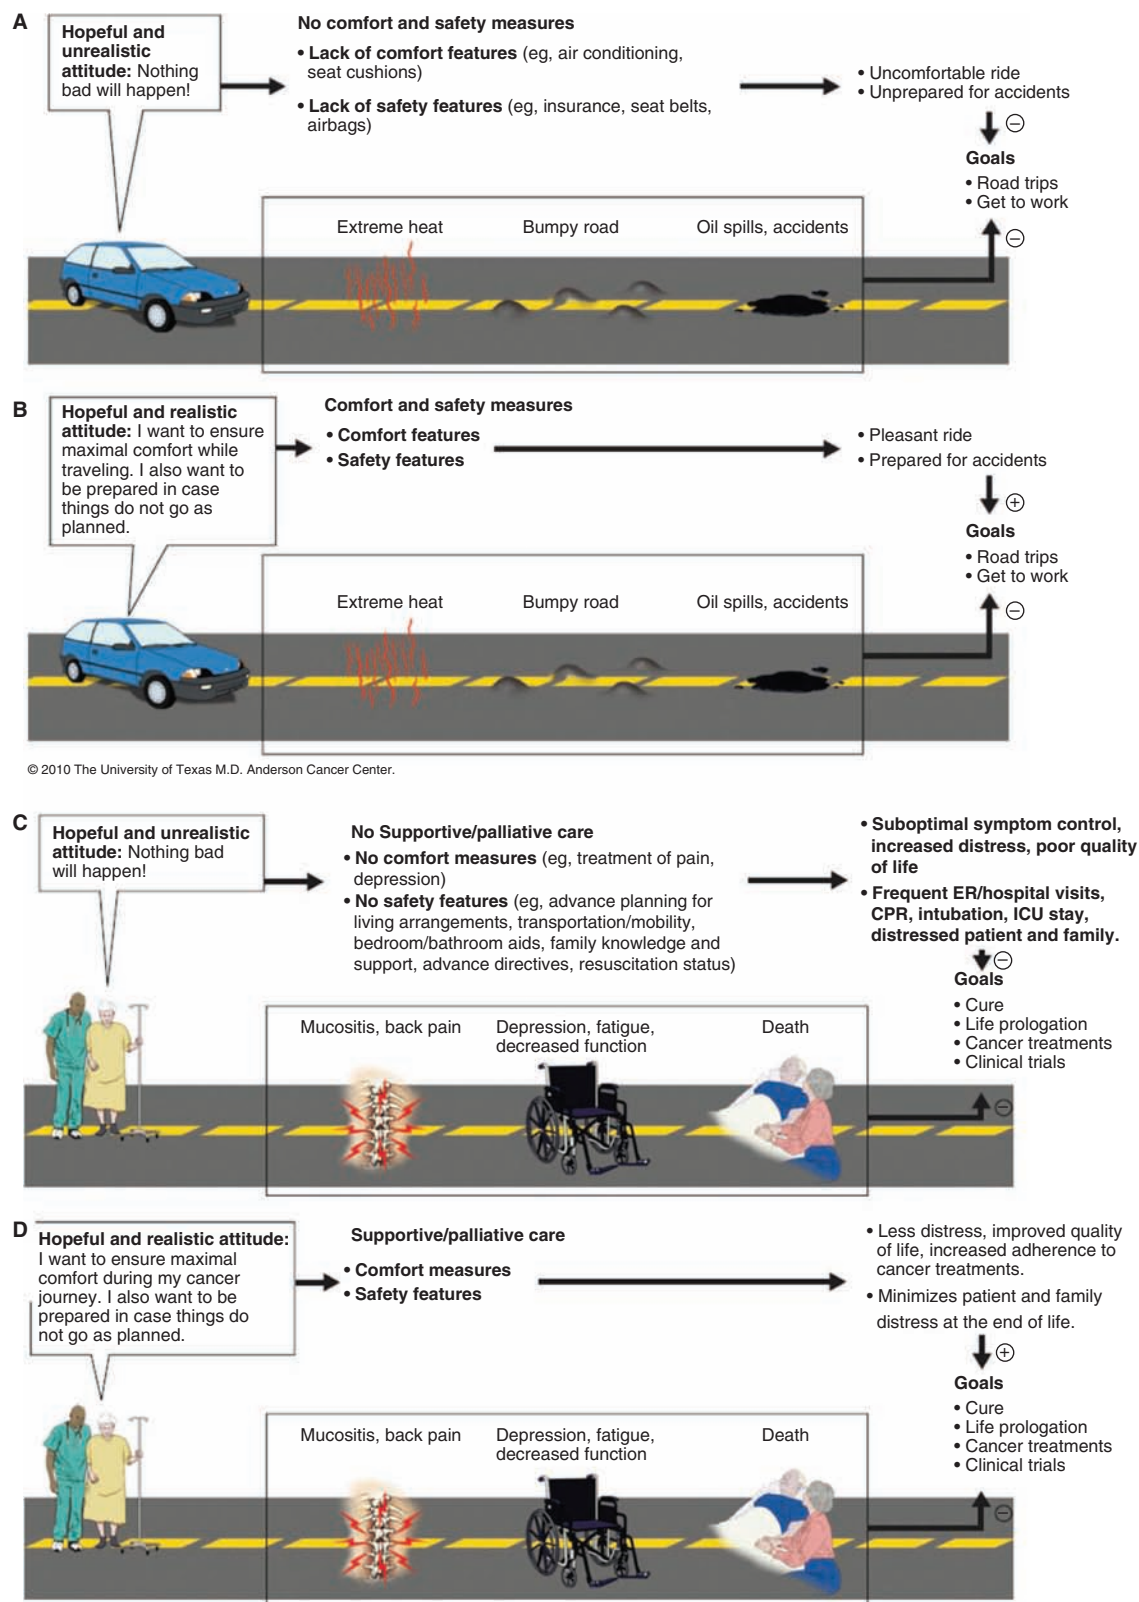 A
Hopeful and
unrealistic
attitude: Nothing
bad will happen!
No comfort and safety measures
• Lack of comfort features (eg, air conditioning,
seat cushions)
• Lack of safety features (eg, insurance, seat belts,
airbags)
• Uncomfortable ride
• Unprepared for accidents
−
Goals
• Road trips
• Get to work
−
Extreme heat
Bumpy road
Oil spills, accidents
B
Hopeful and realistic
attitude: I want to ensure
maximal comfort while
traveling. I also want to
be prepared in case
things do not go as
planned.
Comfort and safety measures
• Comfort features
• Safety features
• Pleasant ride
• Prepared for accidents
+
Goals
• Road trips
• Get to work
−
Extreme heat
Bumpy road
Oil spills, accidents
© 2010 The University of Texas M.D. Anderson Cancer Center.
C
Hopeful and unrealistic
attitude: Nothing bad
will happen!
No Supportive/palliative care
• No comfort measures (eg, treatment of pain,
depression)
• No safety features (eg, advance planning for
living arrangements, transportation/mobility,
bedroom/bathroom aids, family knowledge and
support, advance directives, resuscitation status)
• Suboptimal symptom control,
increased distress, poor quality
of life
• Frequent ER/hospital visits,
CPR, intubation, ICU stay,
distressed patient and family.
−
Goals
• Cure
• Life prologation
• Cancer treatments
• Clinical trials
−
Mucositis, back pain
Depression, fatigue,
decreased function
Death
D
Hopeful and realistic attitude:
I want to ensure maximal
comfort during my cancer
journey. I also want to be
prepared in case things do
not go as planned.
Supportive/palliative care
• Comfort measures
• Safety features
• Less distress, improved quality
of life, increased adherence to
cancer treatments.
• Minimizes patient and family
distress at the end of life.
+
Goals
• Cure
• Life prologation
• Cancer treatments
• Clinical trials
−
Mucositis, back pain
Depression, fatigue,
decreased function
Death